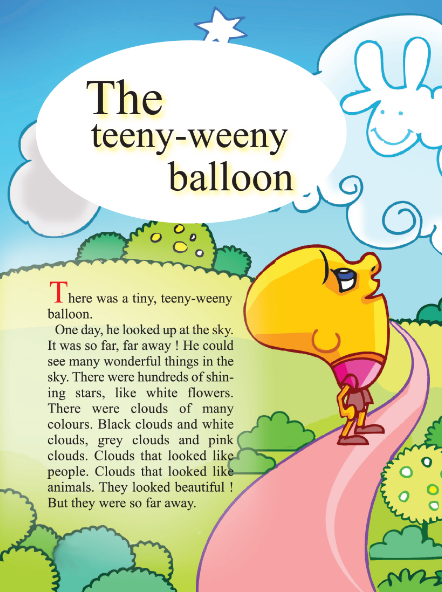 The
teeny-weeny
balloon
There was a tiny, teeny-weeny
balloon.
One day, he looked up at the sky.
It was so far, far away ! He could
see many wonderful things in the
sky. There were hundreds of shin-
ing stars, like white flowers.
There were clouds of many
colours. Black clouds and white
clouds, grey clouds and pink
clouds. Clouds that looked like
people. Clouds that looked like
animals. They looked beautiful !
But they were so far away.